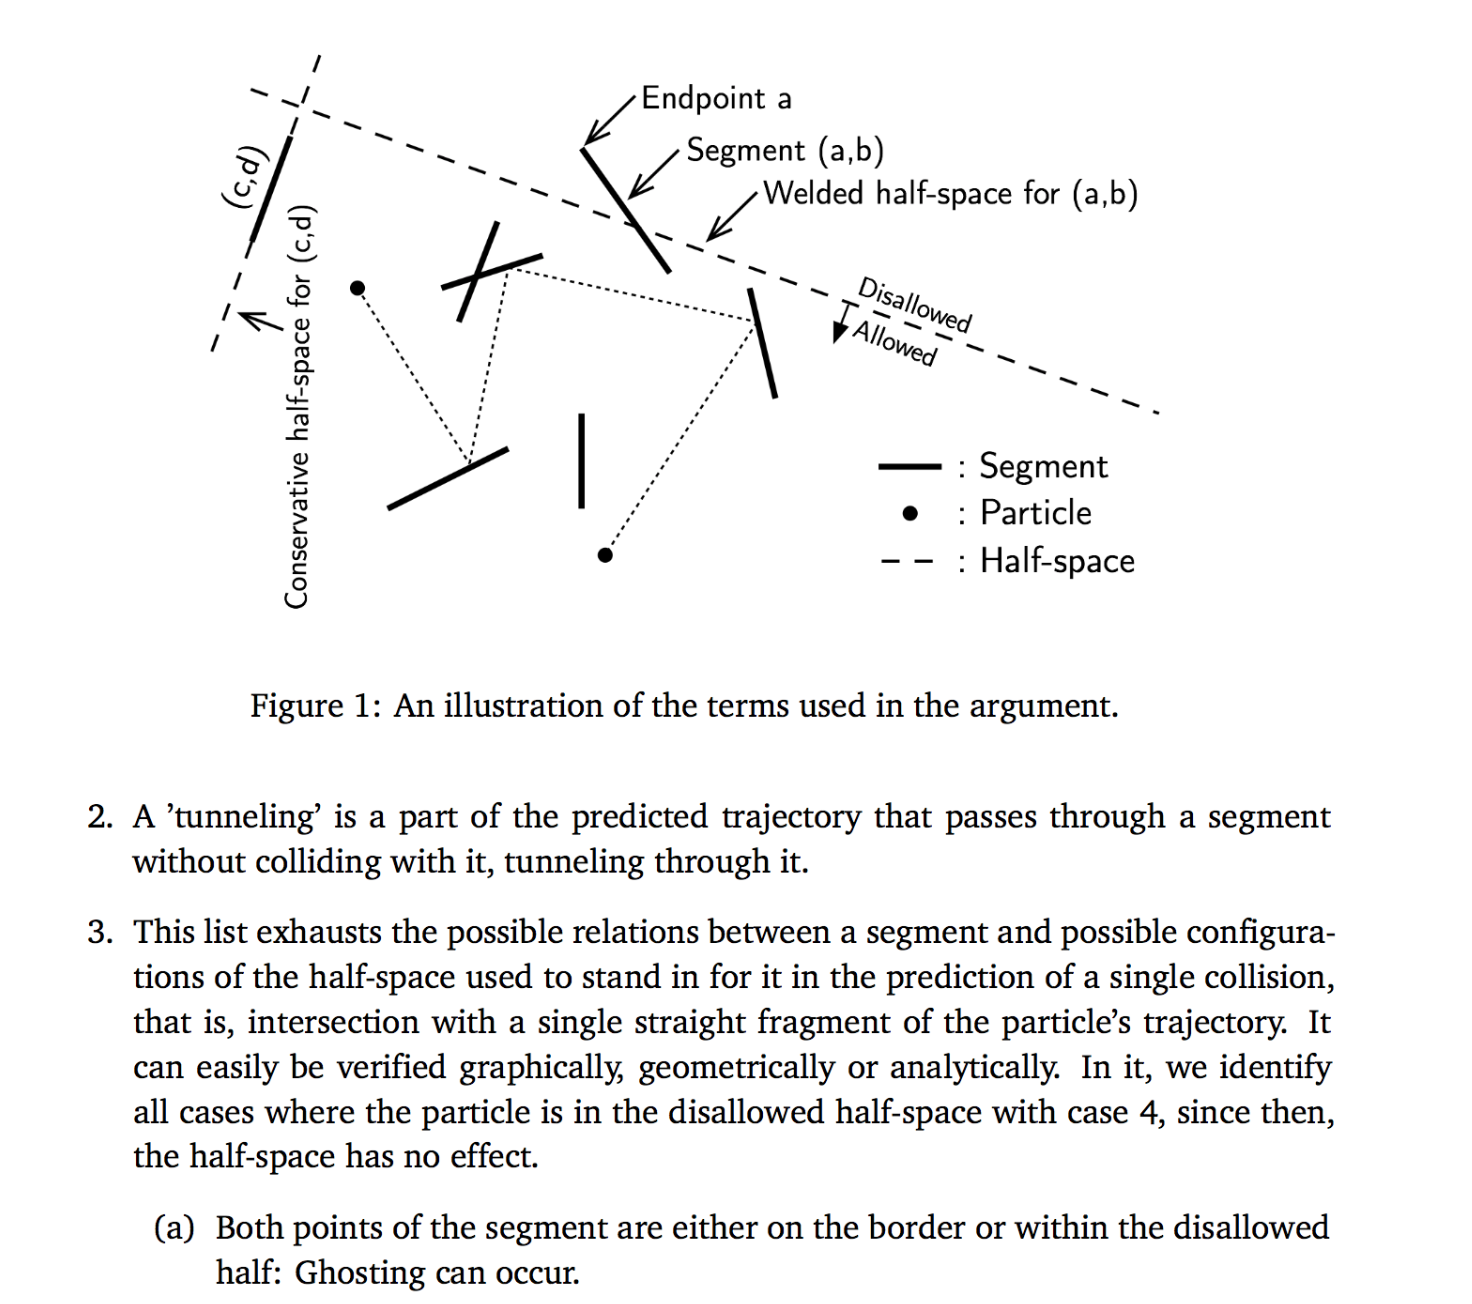 Endpoint a
Segment (a,b)
Welded half-space for (a,b)
(c,d)
Conservative half-space for (c,d)
Disallowed
Allowed
: Segment
: Particle
: Half-space
Figure 1: An illustration of the terms used in the argument.
2. A ’tunneling’ is a part of the predicted trajectory that passes through a segment
without colliding with it, tunneling through it.
3. This list exhausts the possible relations between a segment and possible configura-
tions of the half-space used to stand in for it in the prediction of a single collision,
that is, intersection with a single straight fragment of the particle’s trajectory. It
can easily be verified graphically, geometrically or analytically. In it, we identify
all cases where the particle is in the disallowed half-space with case 4, since then,
the half-space has no effect.
(a) Both points of the segment are either on the border or within the disallowed
half: Ghosting can occur.